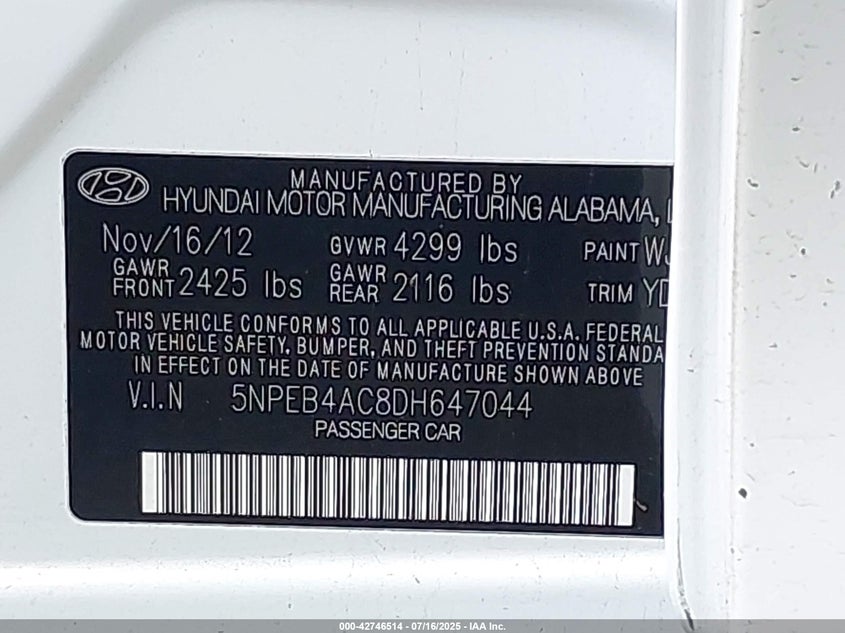 MANUFACTURED BY
HYUNDAI MOTOR MANUFACTURING ALABAMA,
Nov/16/12 GVWR 4299 lbs PAINT
GAWR FRONT 2425 lbs GAWR REAR 2116 lbs TRIM
THIS VEHICLE CONFORMS TO ALL APPLICABLE U.S.A. FEDERAL
MOTOR VEHICLE SAFETY, BUMPER, AND THEFT PREVENTION
IN EFFECT ON THE DATE OF MANUFACTURE SHOWN ABOVE
V.I.N 5NPEB4AC8DH647044
PASSENGER CAR
000-42746514 - 07/16/2025 - IAA Inc.